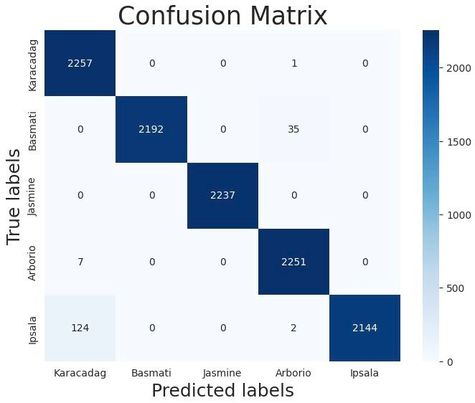 Confusion Matrix
Karacadag 2257 0 0 1 0
Basmati 0 2192 0 35 0
Jasmine 0 0 2237 0 0
Arborio 7 0 0 2251 0
Ipsala 124 0 0 2 2144
True labels
Karacadag Basmati Jasmine Arborio Ipsala
Predicted labels
2000
1500
1000
500
0